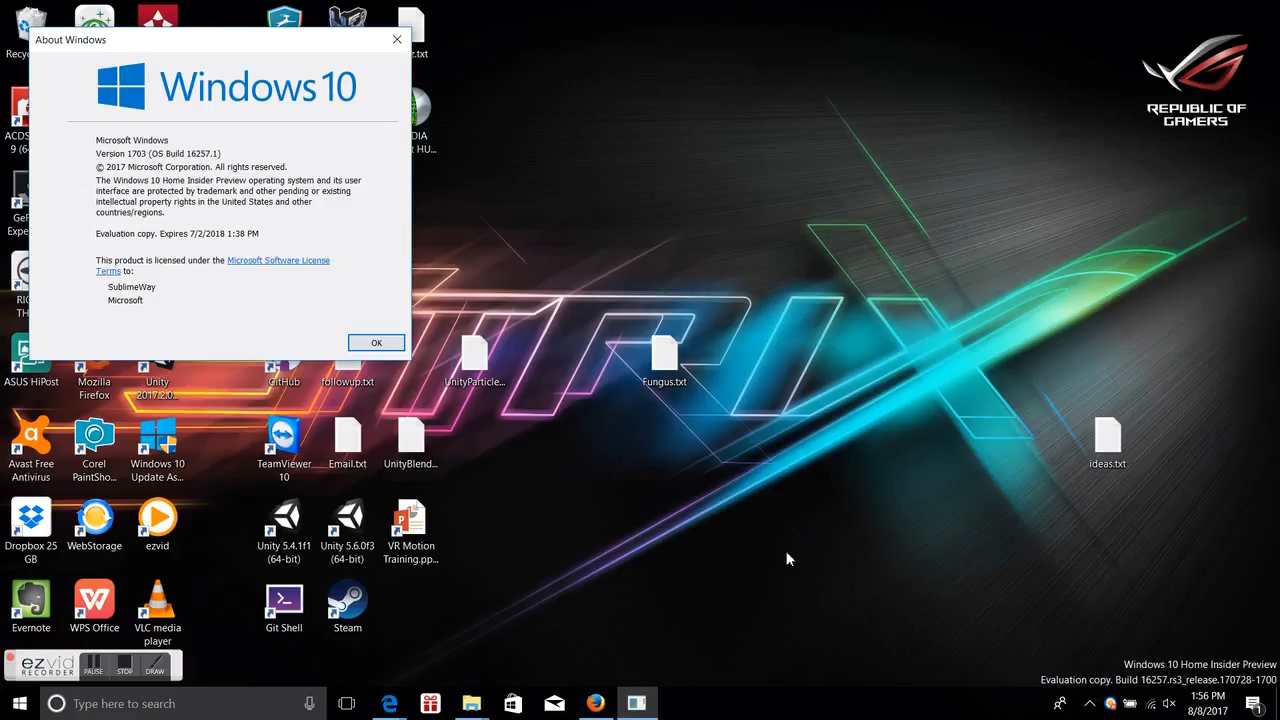 About Windows
Windows 10
Microsoft Windows
Version 1703 (OS Build 16257.1)
© 2017 Microsoft Corporation. All rights reserved.
The Windows 10 Home Insider Preview operating system and its user
interface are protected by trademark and other pending or existing
intellectual property rights in the United States and other
countries/regions.
Evaluation copy. Expires 7/2/2018 1:38 PM
This product is licensed under the Microsoft Software License
Terms to:
SublimeWay
Microsoft
OK
REPUBLIC OF
GAMERS
ASUS HiPost
Mozilla
Firefox
Unity
2017.2.0...
GitHub
followup.txt
UnityParticle...
Fungus.txt
Avast Free
Antivirus
Corel
PaintSho...
Windows 10
Update As...
TeamViewer
10
Email.txt
UnityBlend...
ideas.txt
Dropbox 25
GB
WebStorage
ezvid
Unity 5.4.1f1
(64-bit)
Unity 5.6.0f3
(64-bit)
VR Motion
Training.pp...
Evernote
WPS Office
VLC media
player
Git Shell
Steam
ezvid
RECORDER
PAUSE
STOP
DRAW
Windows 10 Home Insider Preview
Evaluation copy. Build 16257.rs3_release.170728-1700
Type here to search
1:56 PM
8/8/2017